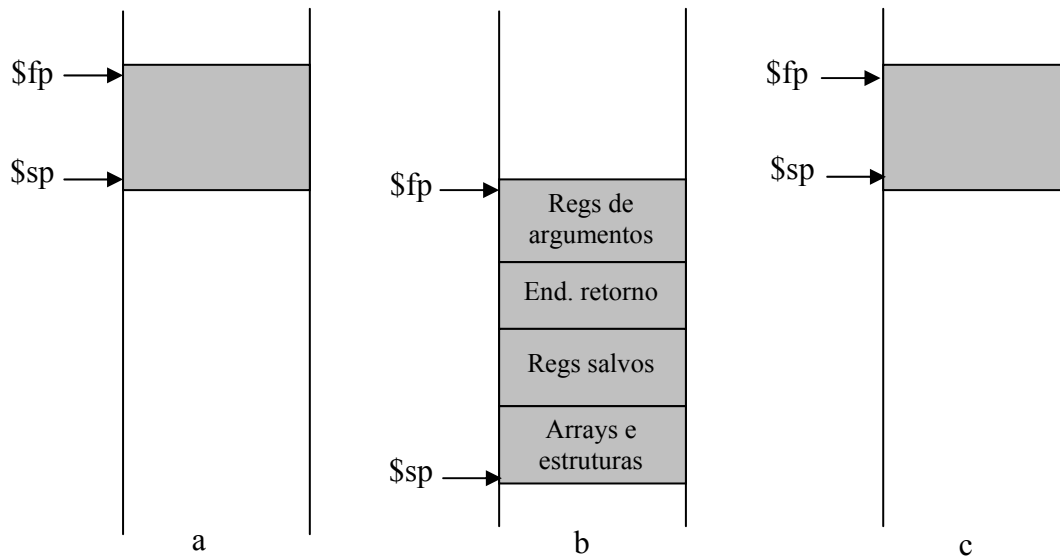 $fp
$sp
a
$fp
Regs de
argumentos
End. retorno
Regs salvos
Arrays e
estruturas
$sp
b
$fp
$sp
c